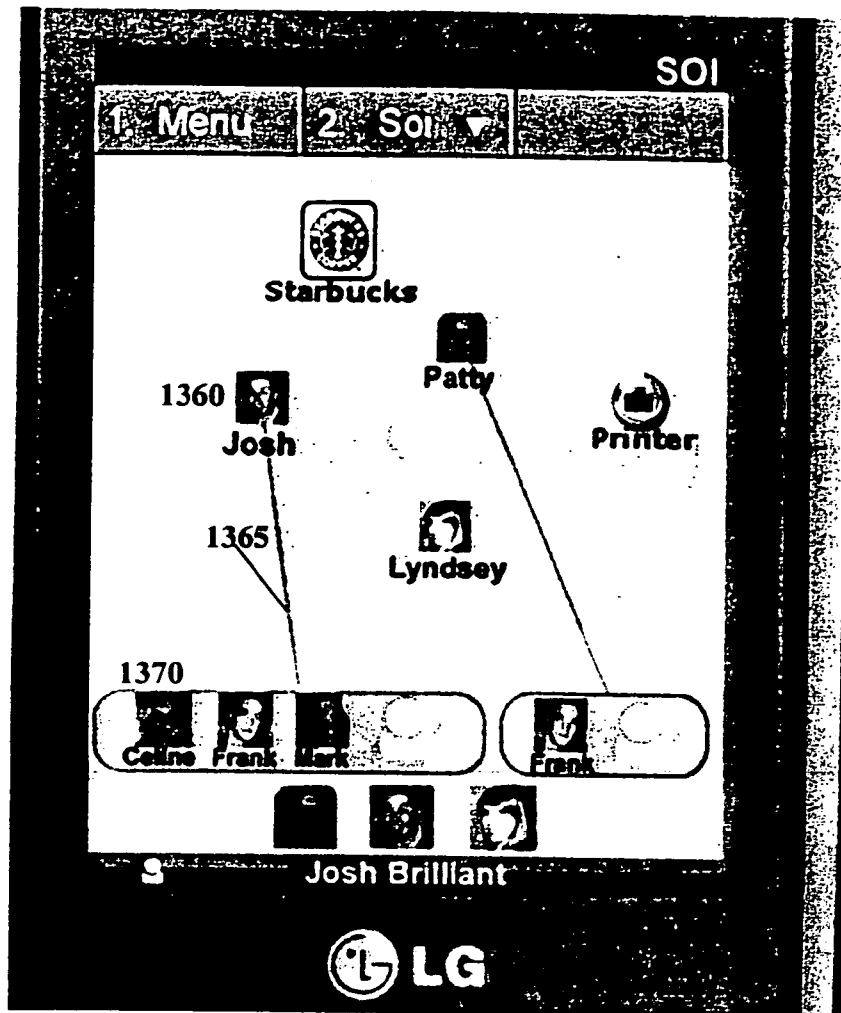 SOI
1. Menu 2. Soi
Starbucks
Patty
1360
Josh
Printer
1365
Lyndsey
1370
Celine Frank Mark
Frank
Josh Brilliant
LG